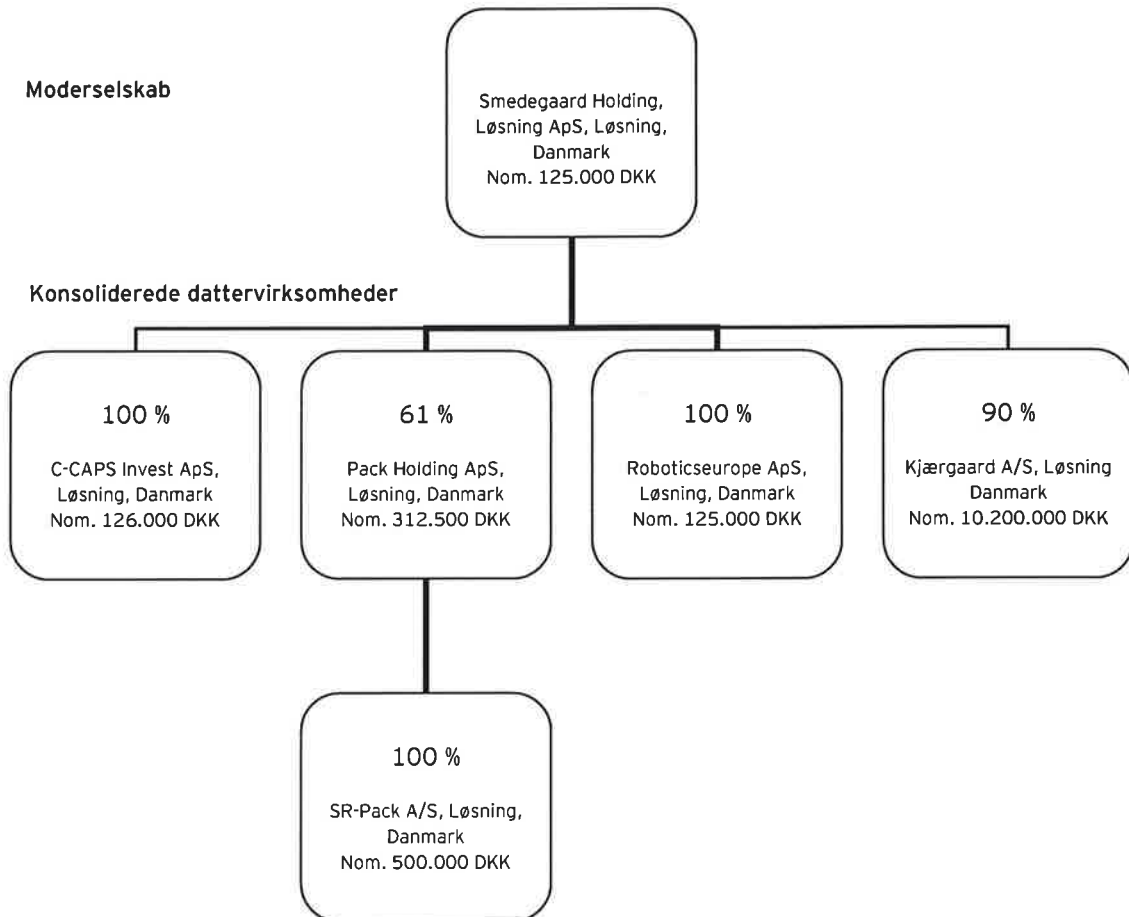 Moderselskab
Smedegaard Holding,
Løsning ApS, Løsning,
Danmark
Nom. 125.000 DKK
Konsoliderede dattervirksomheder
100 %
C-CAPS Invest ApS,
Løsning, Danmark
Nom. 126.000 DKK
61 %
Pack Holding ApS,
Løsning, Danmark
Nom. 312.500 DKK
100 %
Roboticseurope ApS,
Løsning, Danmark
Nom. 125.000 DKK
90 %
Kjærgaard A/S, Løsning
Danmark
Nom. 10.200.000 DKK
100 %
SR-Pack A/S, Løsning,
Danmark
Nom. 500.000 DKK